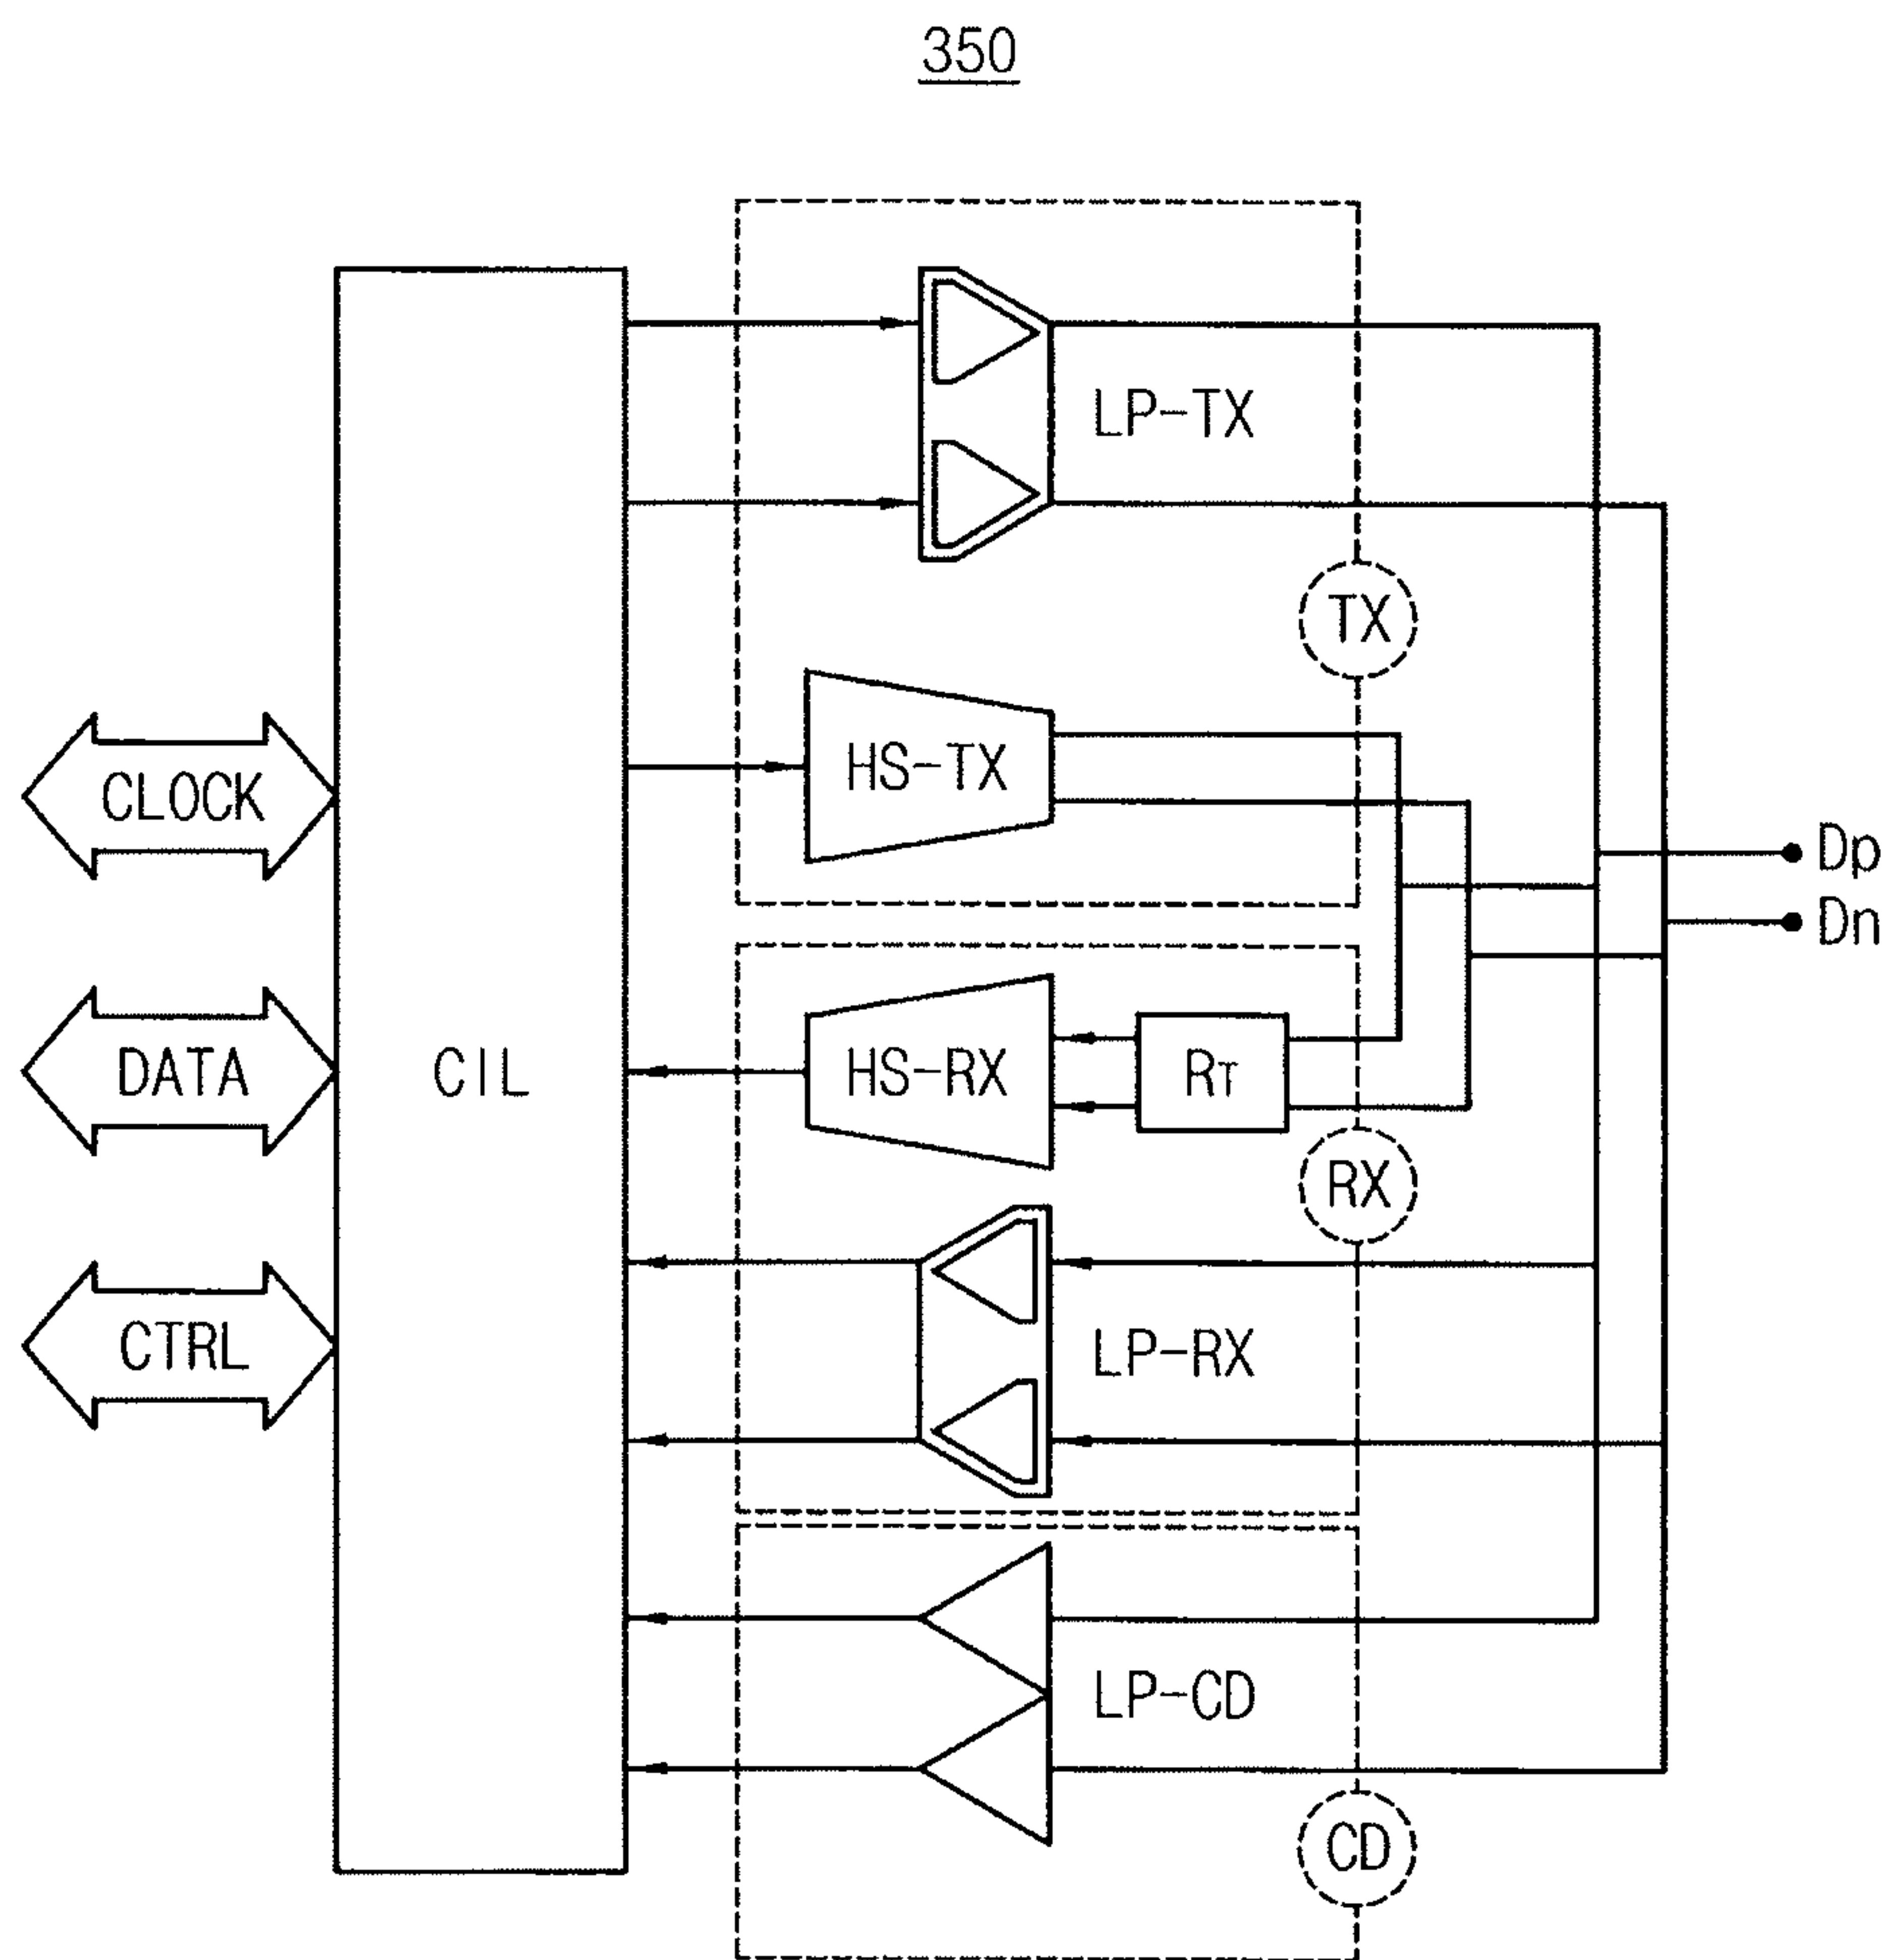 350
LP-TX
TX
HS-TX
CLOCK
Dp
Dn
DATA
CIL
HS-RX
RT
RX
CTRL
LP-RX
LP-CD
CD